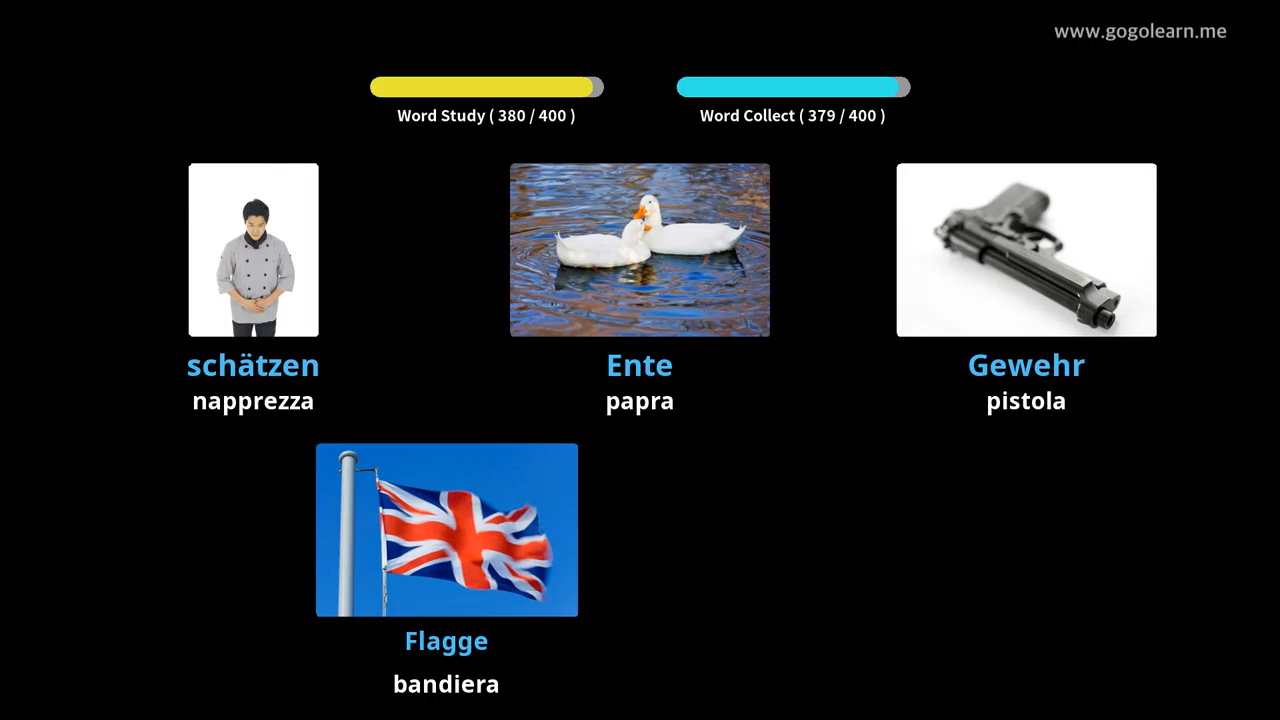 www.gogolearn.me
Word Study ( 380 / 400 )
Word Collect ( 379 / 400 )
schätzen
napprezza
Ente
papra
Gewehr
pistola
Flagge
bandiera